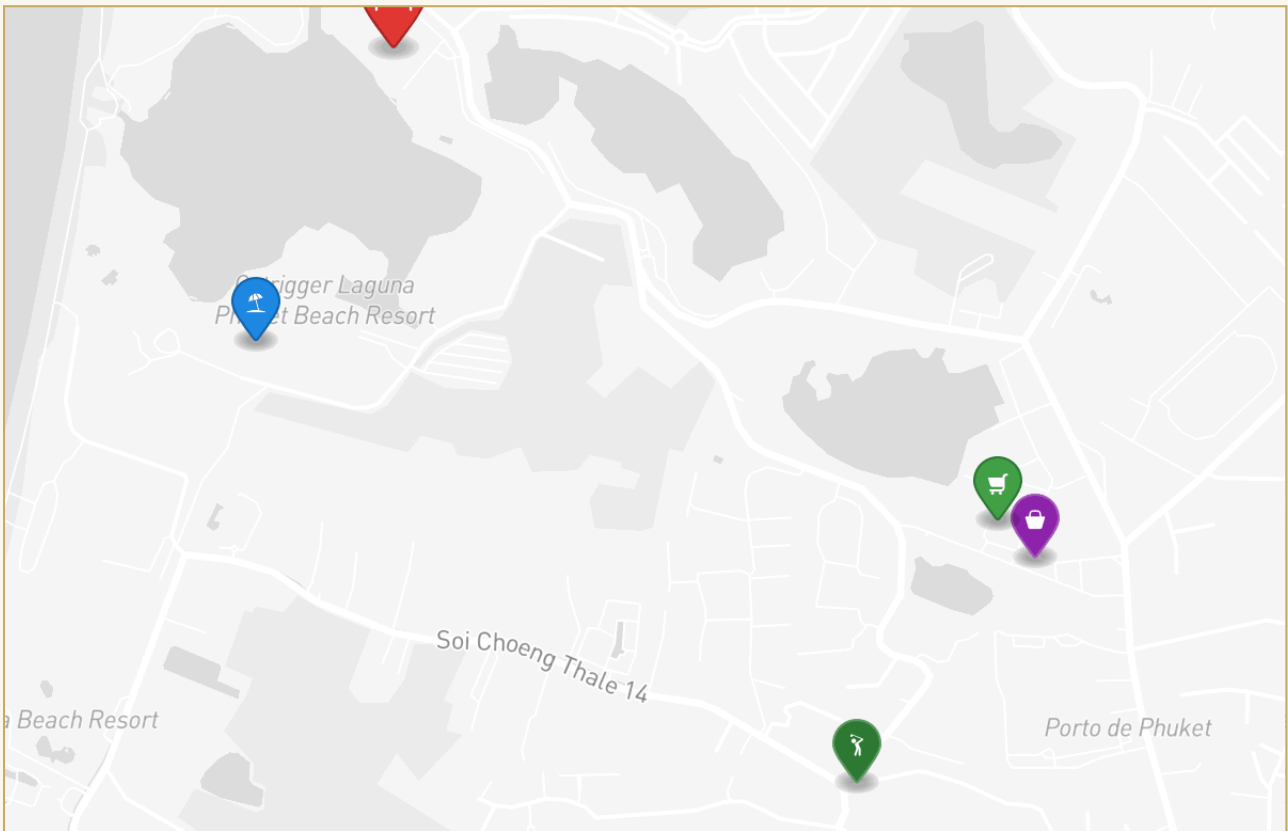 Laguna
Beach Resort
Soi Choeng Thale 14
Beach Resort
Porto de Phuket